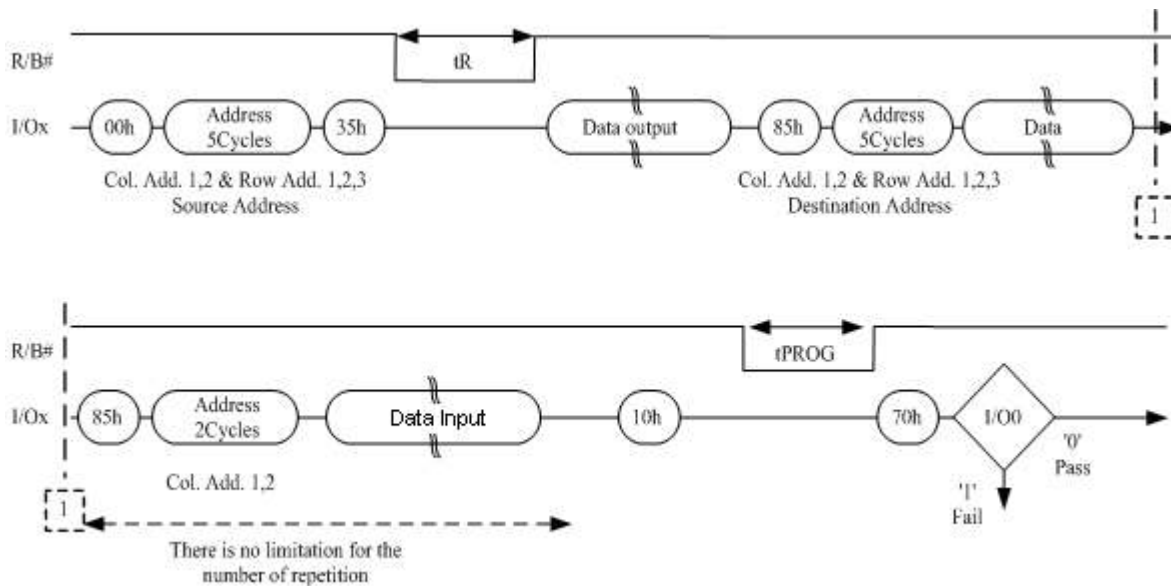 tR
R/B#
I/Ox
00h
Address
5Cycles
35h
Data output
85h
Address
5Cycles
Data
Col. Add. 1,2 & Row Add. 1,2,3
Source Address
Col. Add. 1,2 & Row Add. 1,2,3
Destination Address
1
R/B#
tPROG
I/Ox
85h
Address
2Cycles
Data Input
10h
70h
I/O0
'0'
Pass
'1'
Fail
Col. Add. 1,2
1
There is no limitation for the
number of repetition